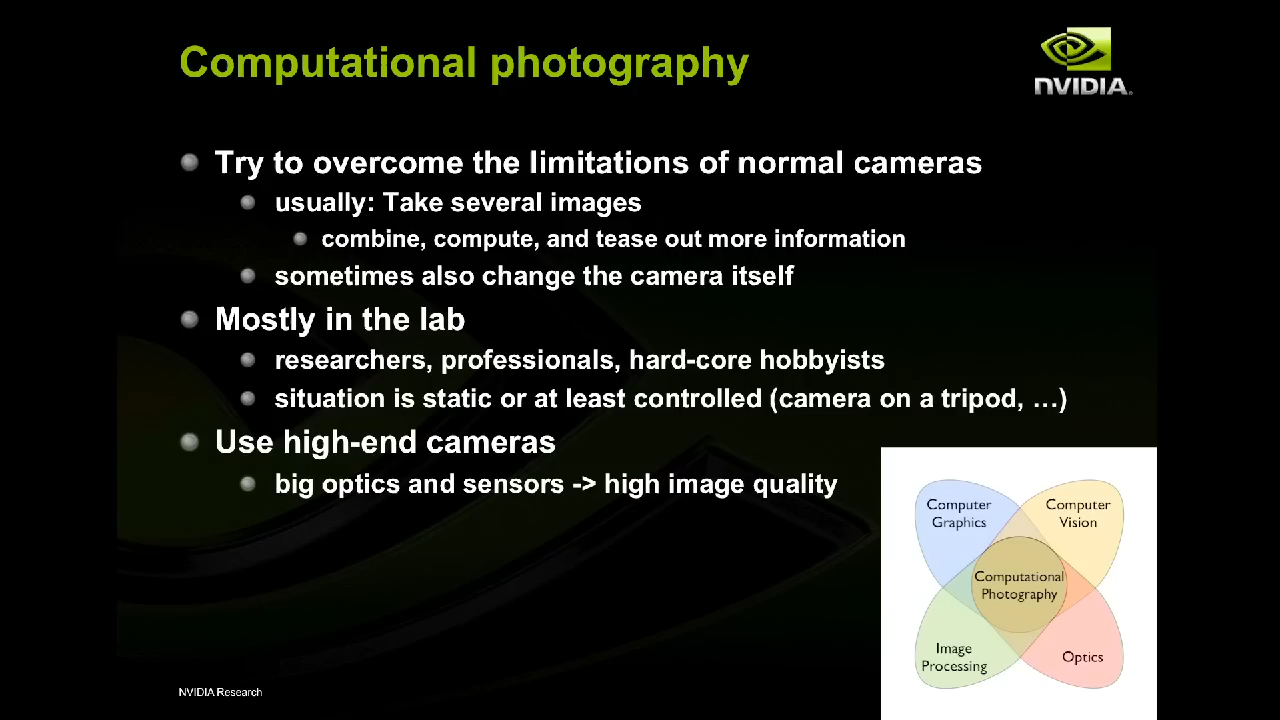 Computational photography
NVIDIA
Try to overcome the limitations of normal cameras
usually: Take several images
combine, compute, and tease out more information
sometimes also change the camera itself
Mostly in the lab
researchers, professionals, hard-core hobbyists
situation is static or at least controlled (camera on a tripod, …)
Use high-end cameras
big optics and sensors -> high image quality
Computer
Graphics
Computer
Vision
Computational
Photography
Image
Processing
Optics
NVIDIA Research